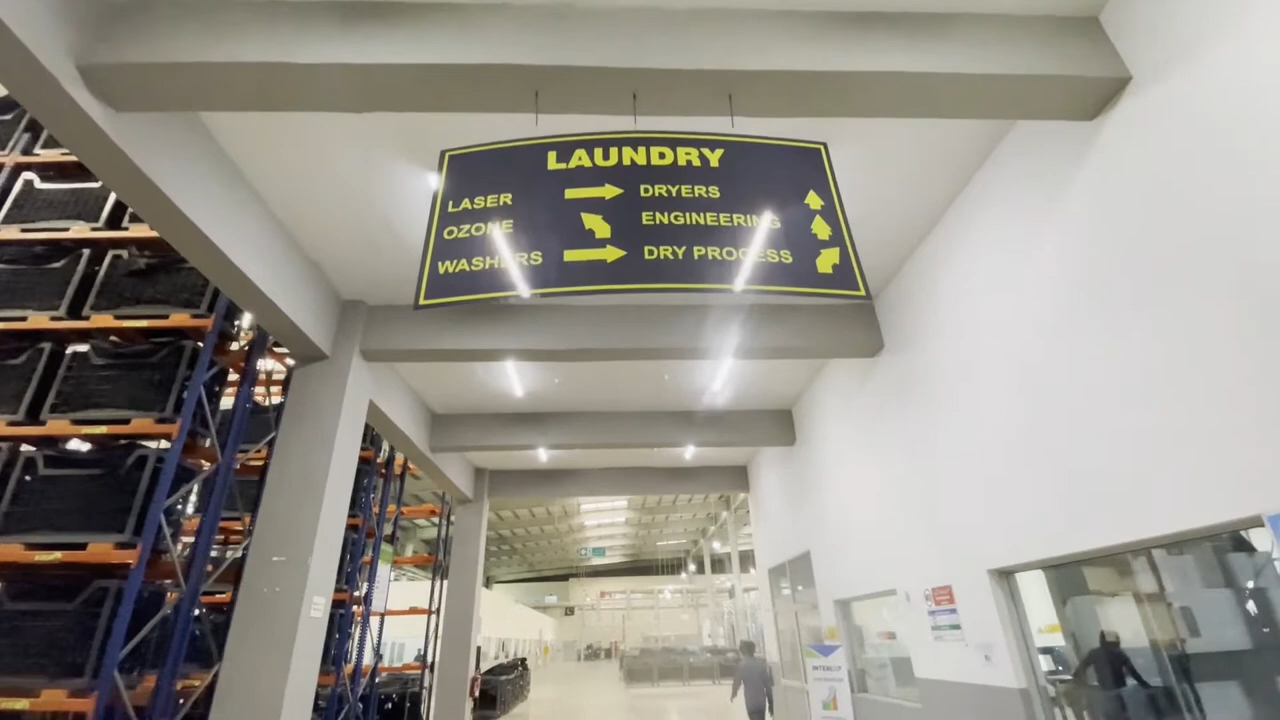 LAUNDRY
LASER
OZONE
WASHERS
DRYERS
ENGINEERING
DRY PROCESS
INTERLOOP